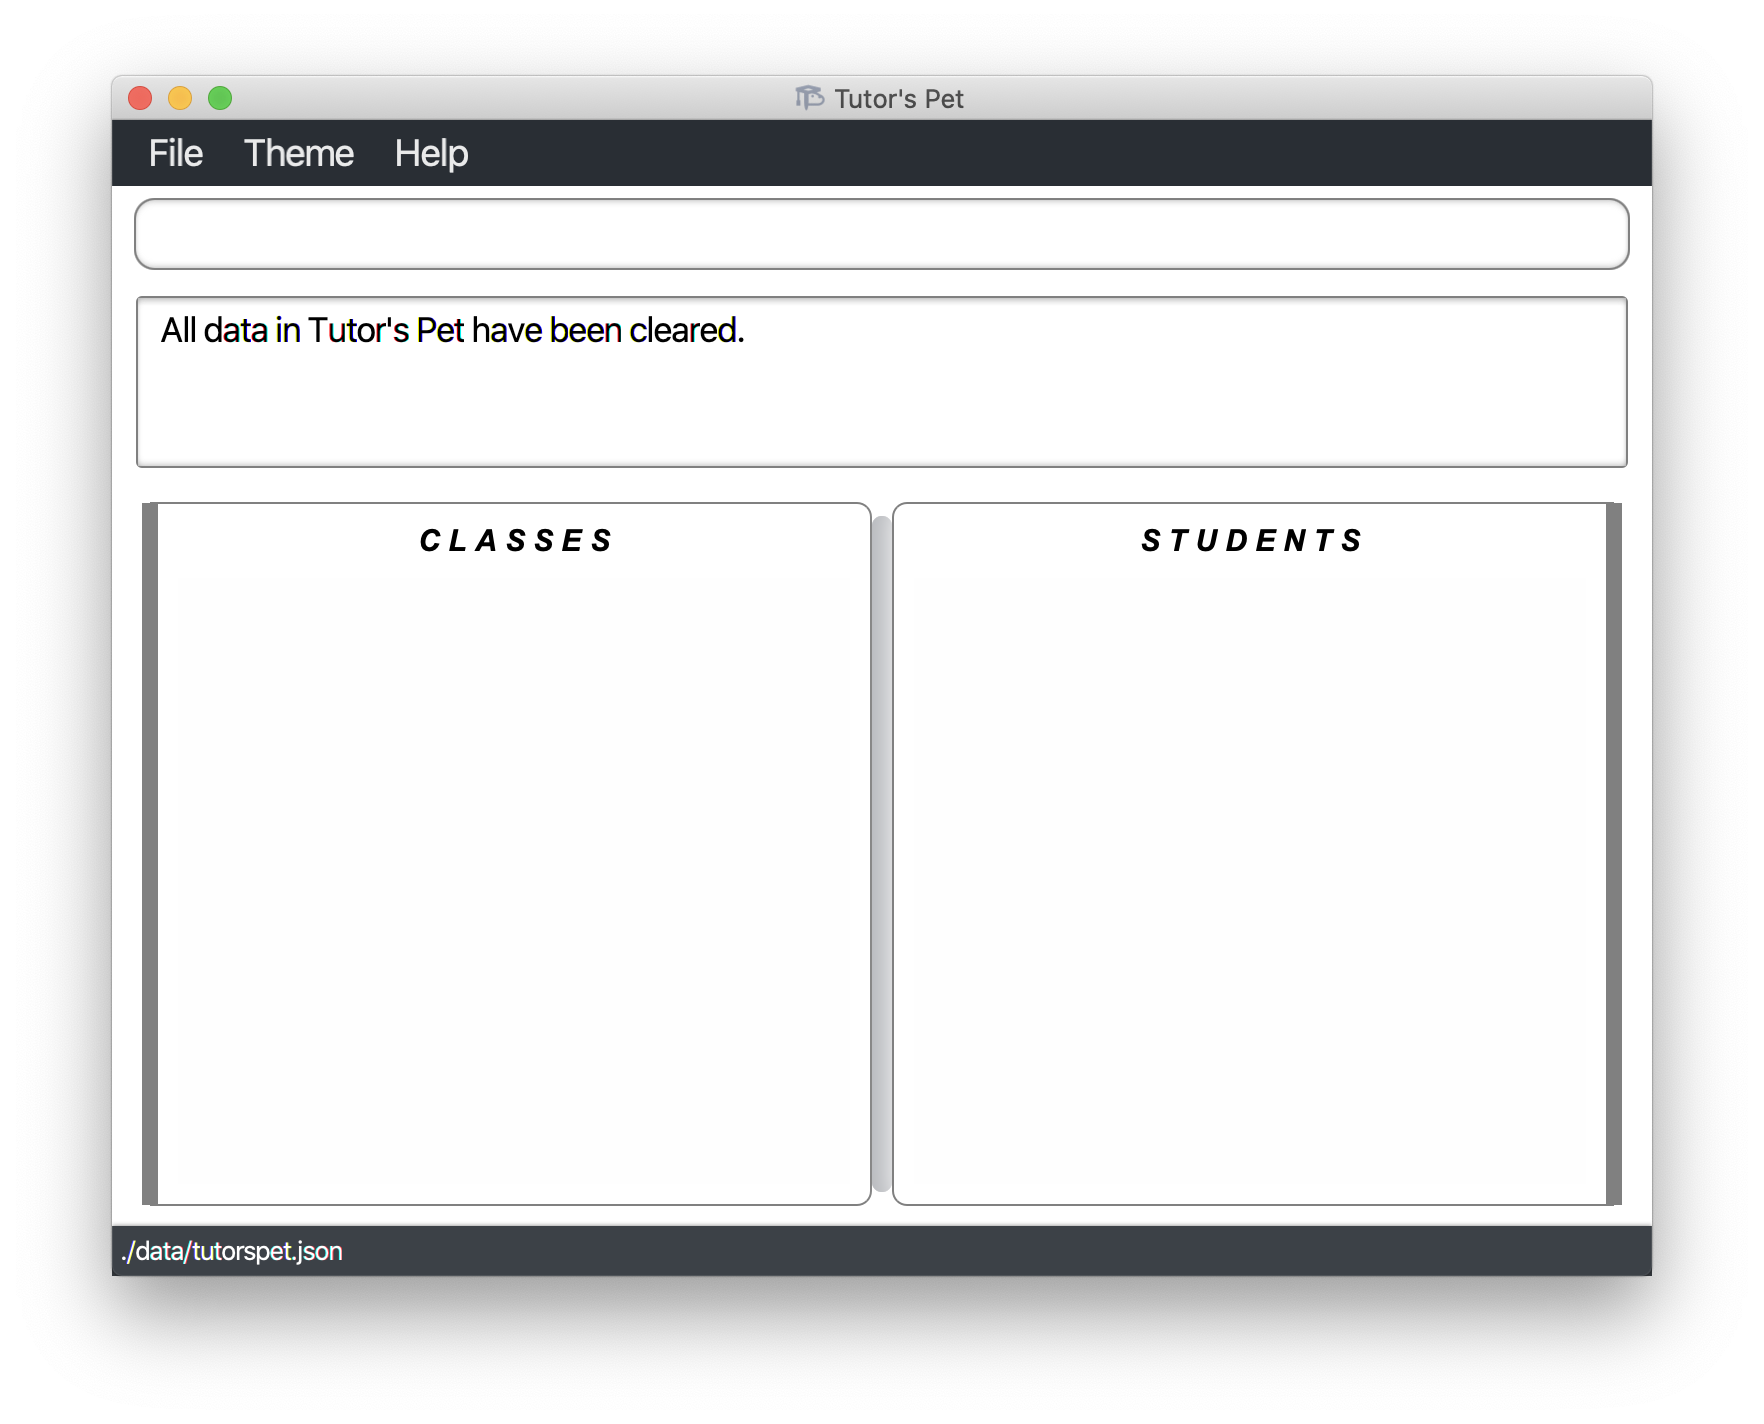 Tutor's Pet
File Theme Help
All data in Tutor's Pet have been cleared.
CLASSES
STUDENTS
./data/tutorspet.json